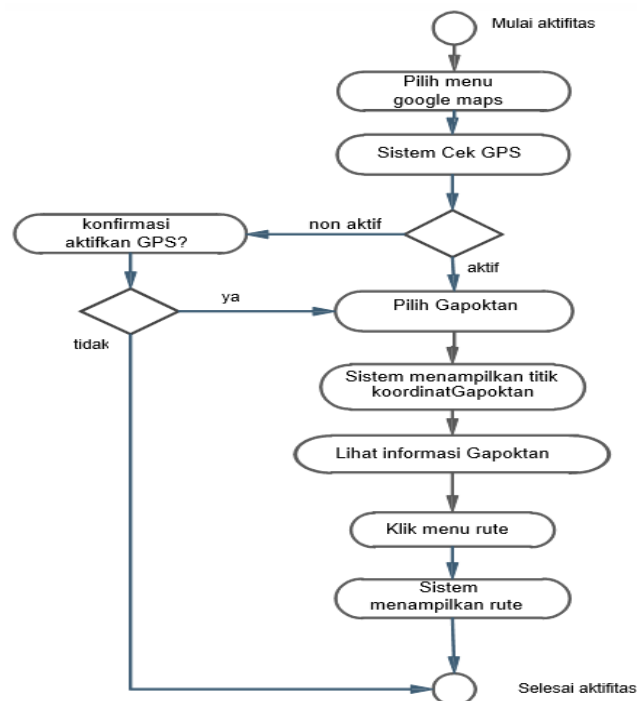 Mulai aktifitas
Pilih menu
google maps
Sistem Cek GPS
konfirmasi
aktifkan GPS?
non aktif
aktif
ya
Pilih Gapoktan
tidak
Sistem menampilkan titik
koordinatGapoktan
Lihat informasi Gapoktan
Klik menu rute
Sistem
menampilkan rute
Selesai aktifitas